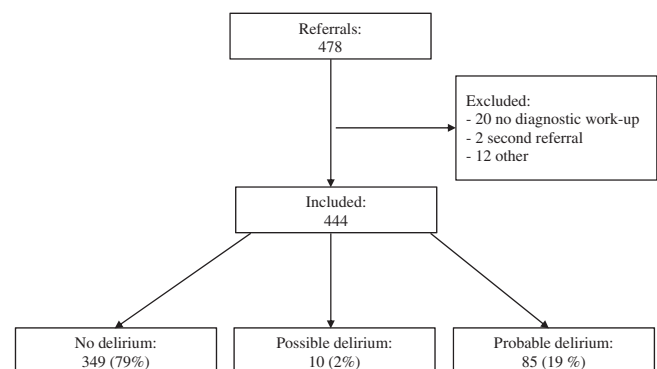 Referrals:
478
Excluded:
- 20 no diagnostic work-up
- 2 second referral
- 12 other
Included:
444
No delirium:
349 (79%)
Possible delirium:
10 (2%)
Probable delirium:
85 (19 %)